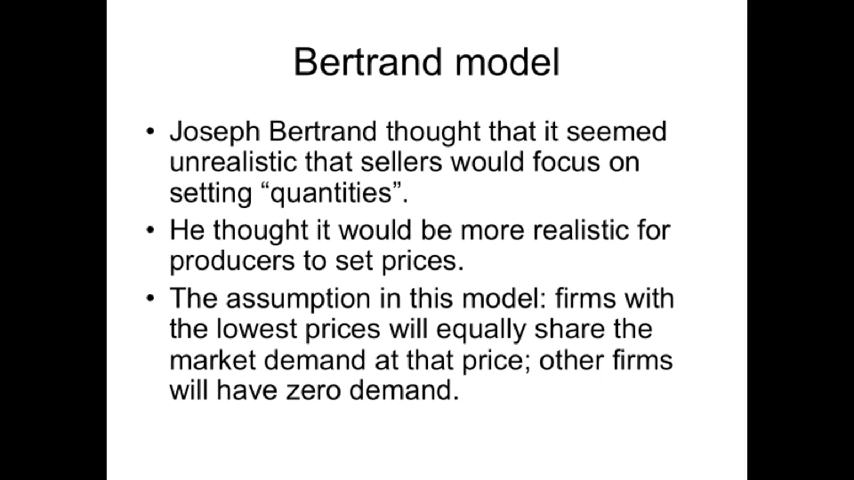 Bertrand model
• Joseph Bertrand thought that it seemed
unrealistic that sellers would focus on
setting “quantities”.
• He thought it would be more realistic for
producers to set prices.
• The assumption in this model: firms with
the lowest prices will equally share the
market demand at that price; other firms
will have zero demand.